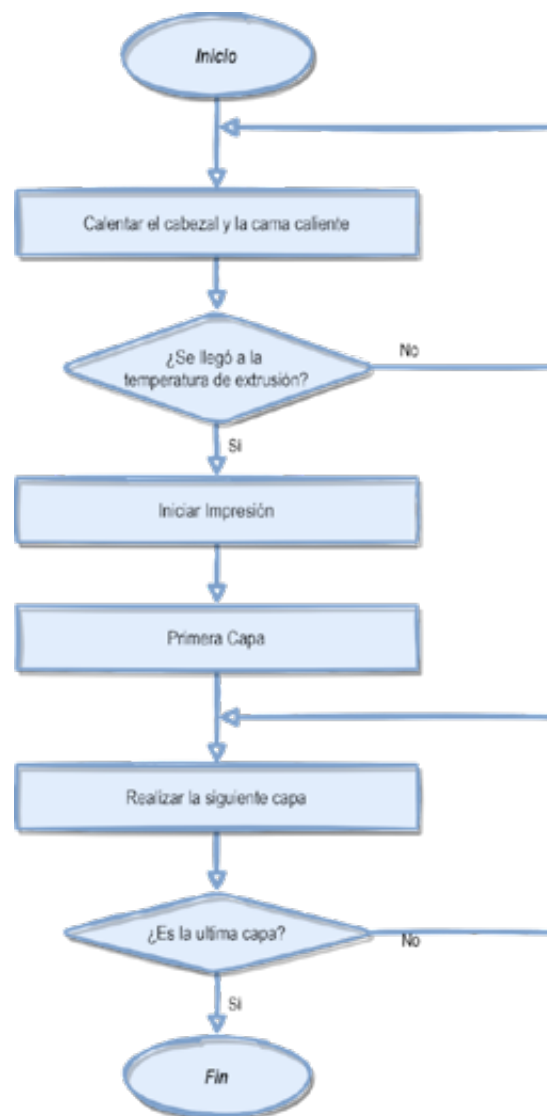 Inicio
Calentar el cabezal y la cama caliente
¿Se llegó a la
temperatura de extrusión?
No
Si
Iniciar Impresión
Primera Capa
Realizar la siguiente capa
¿Es la ultima capa?
No
Si
Fin